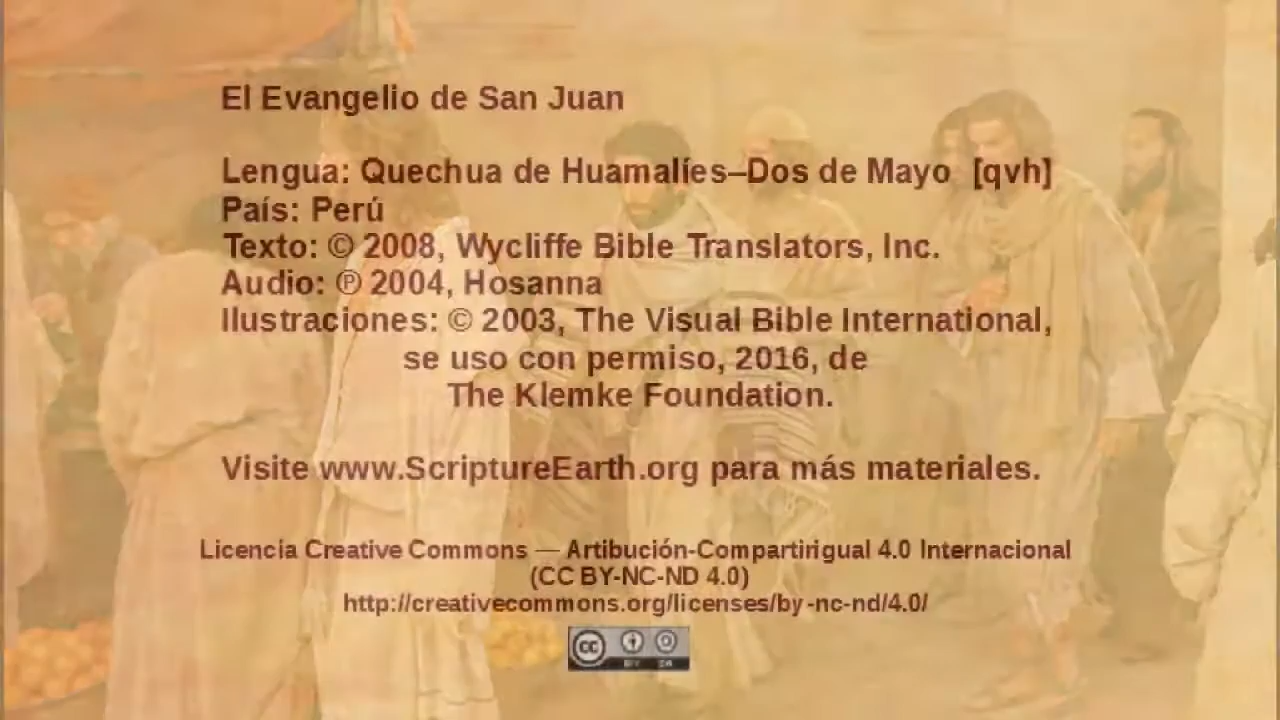 El Evangelio de San Juan
Lengua: Quechua de Huamalíes–Dos de Mayo [qvh]
País: Perú
Texto: © 2008, Wycliffe Bible Translators, Inc.
Audio: ℗ 2004, Hosanna
Ilustraciones: © 2003, The Visual Bible International,
se uso con permiso, 2016, de
The Klemke Foundation.
Visite www.ScriptureEarth.org para más materiales.
Licencia Creative Commons — Artibución-Compartirigual 4.0 Internacional
(CC BY-NC-ND 4.0)
http://creativecommons.org/licenses/by-nc-nd/4.0/
cc BY SA